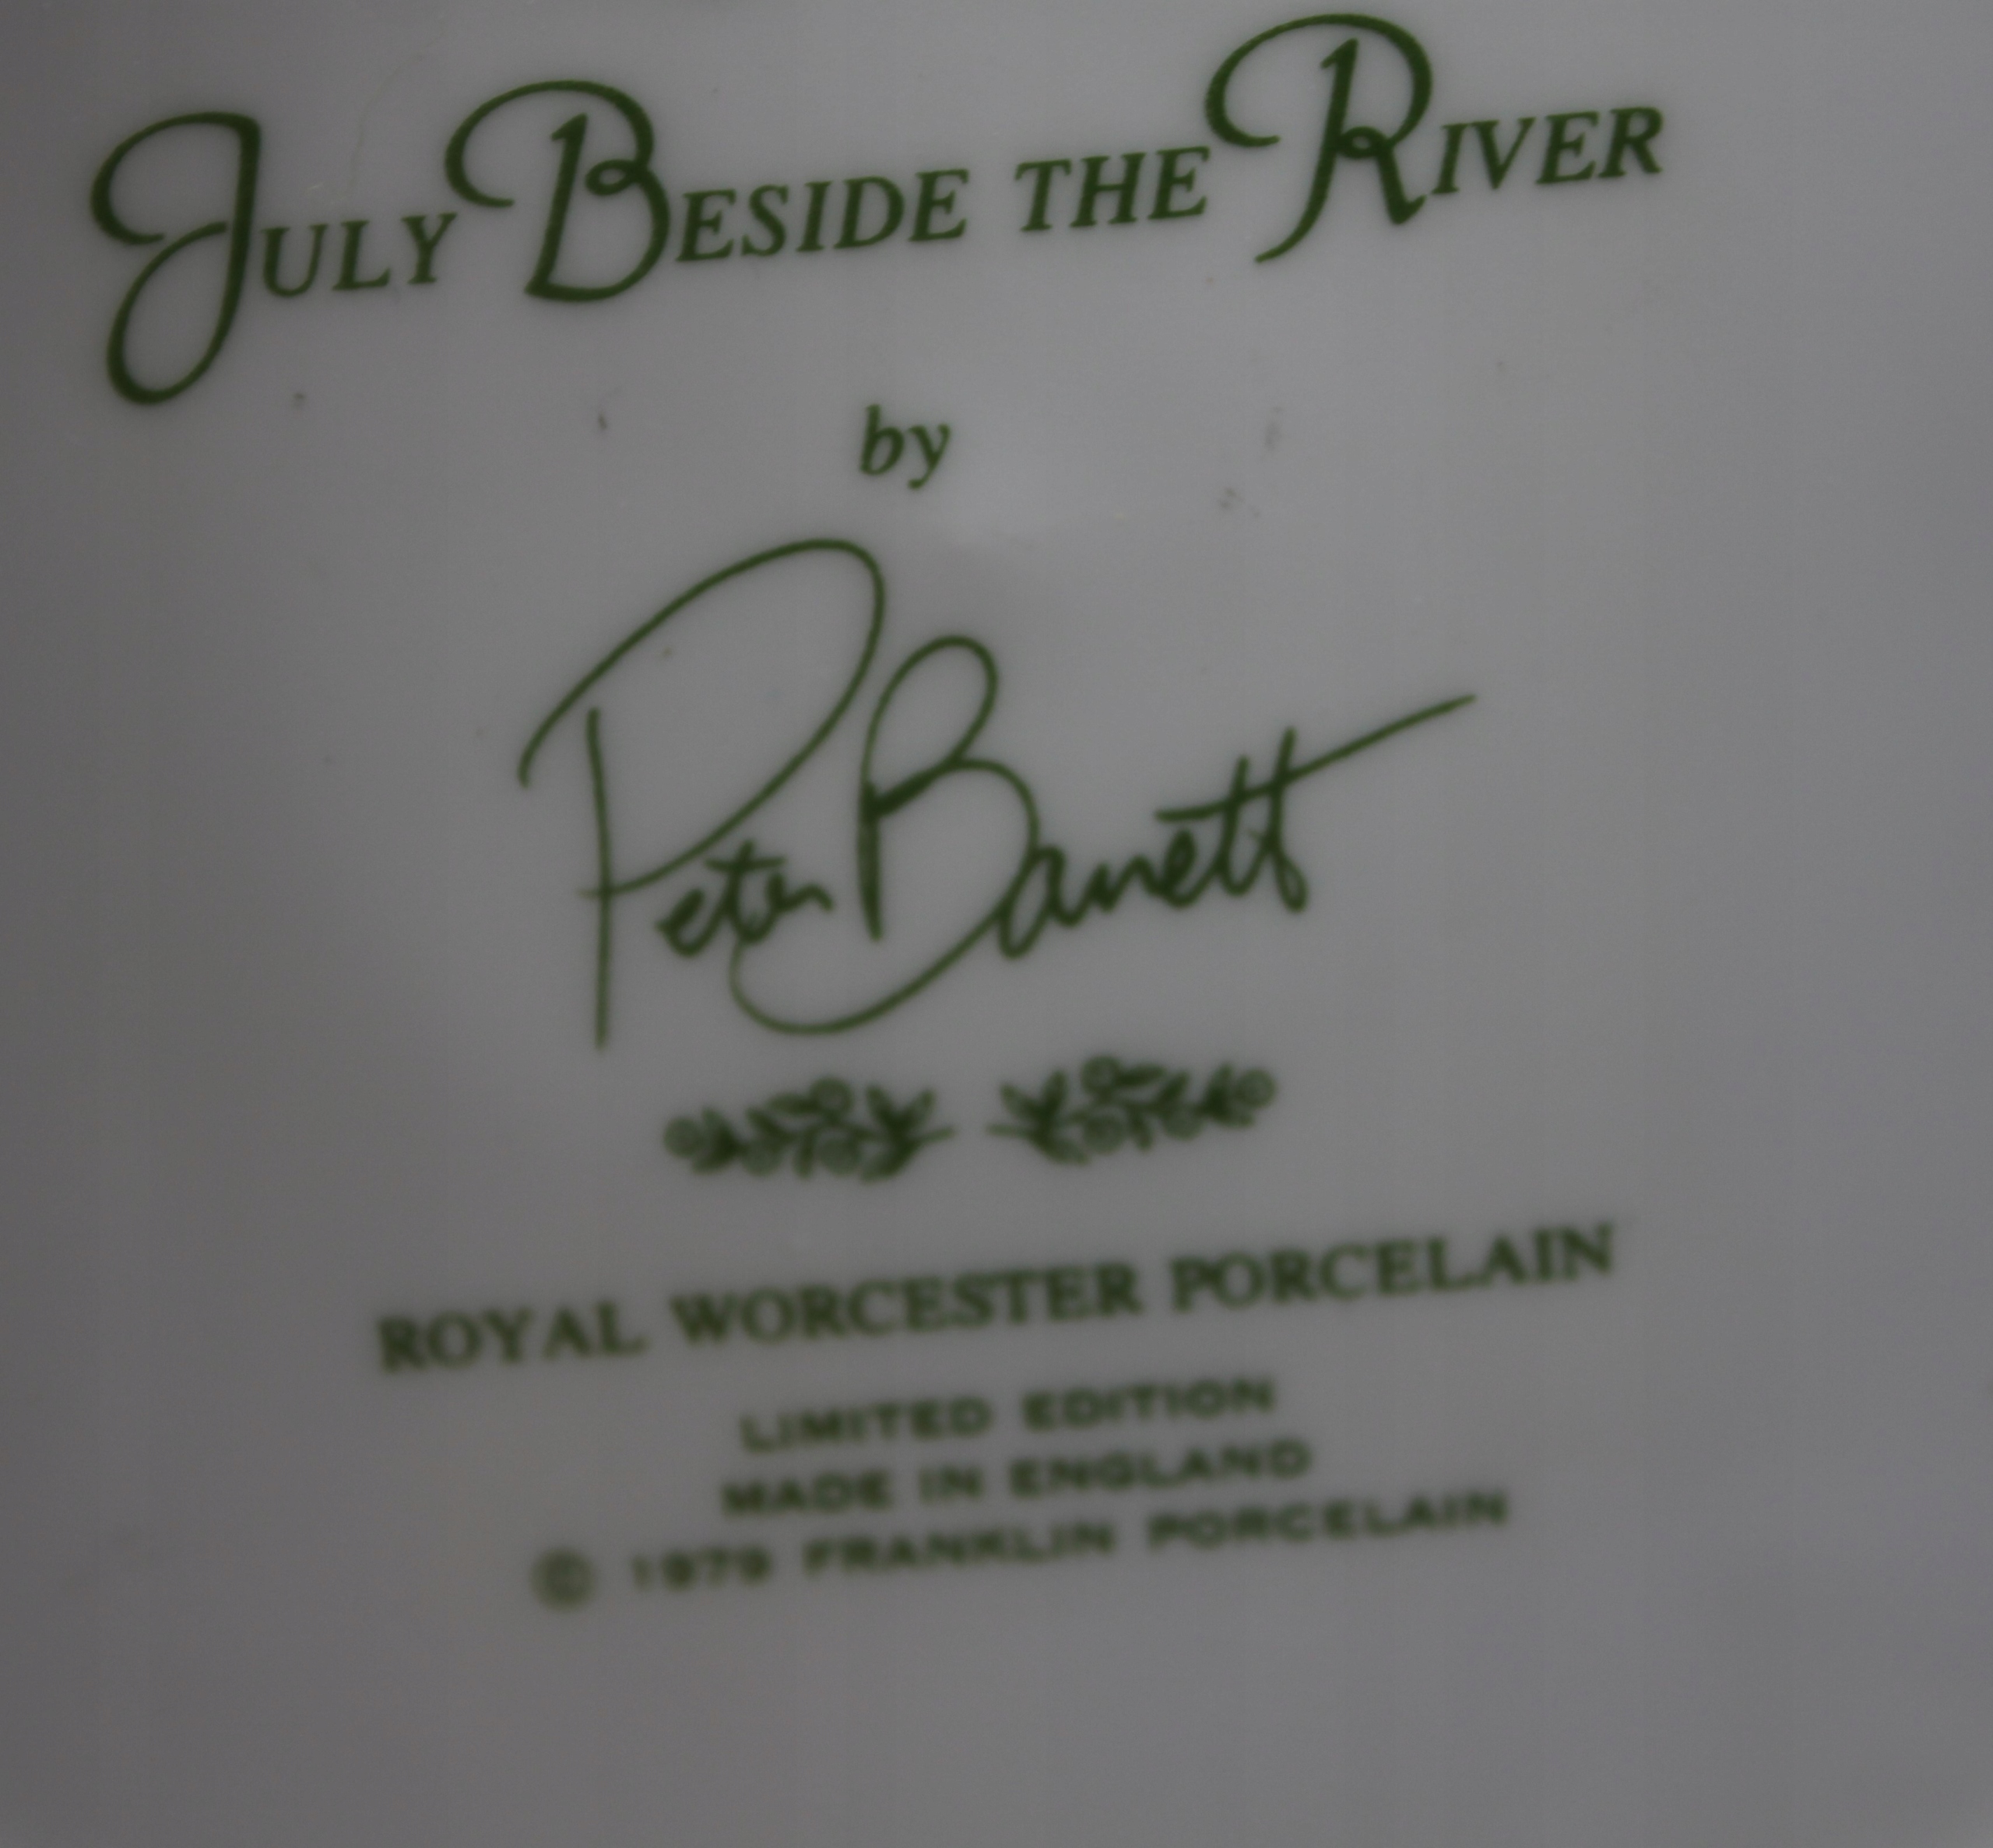 July Beside the River
by
Peter Barrett
ROYAL WORCESTER PORCELAIN
LIMITED EDITION
MADE IN ENGLAND
© 1979 FRANKLIN PORCELAIN